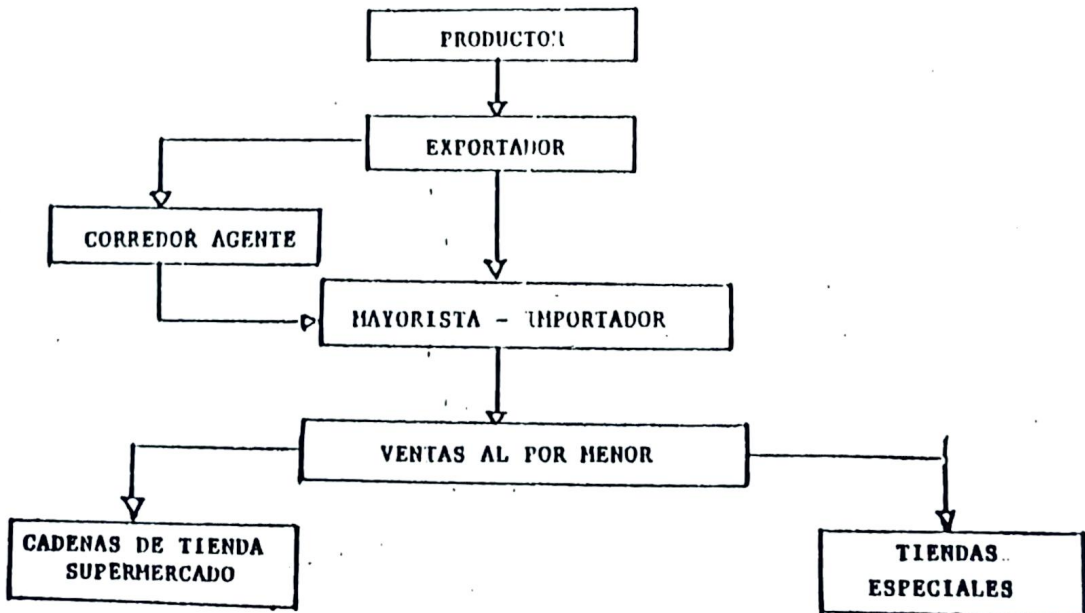 PRODUCTOR
EXPORTADOR
CORREDOR AGENTE
MAYORISTA - IMPORTADOR
VENTAS AL POR MENOR
CADENAS DE TIENDA
SUPERMERCADO
TIENDAS
ESPECIALES